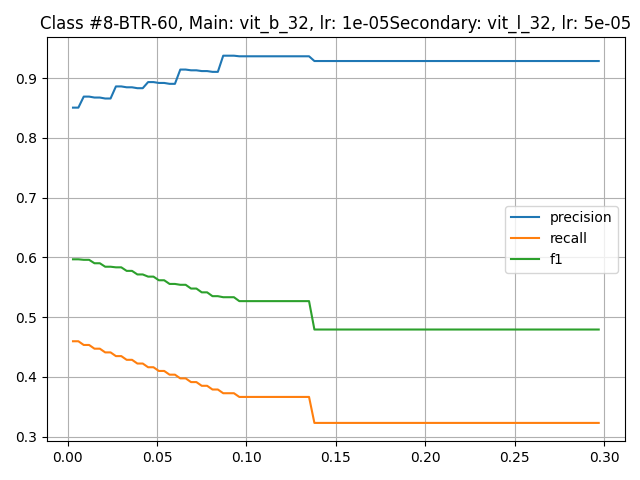 Class #8-BTR-60, Main: vit_b_32, lr: 1e-05Secondary: vit_l_32, lr: 5e-05
0.9
0.8
0.7
0.6
0.5
0.4
0.3
precision
recall
f1
0.00 0.05 0.10 0.15 0.20 0.25 0.30